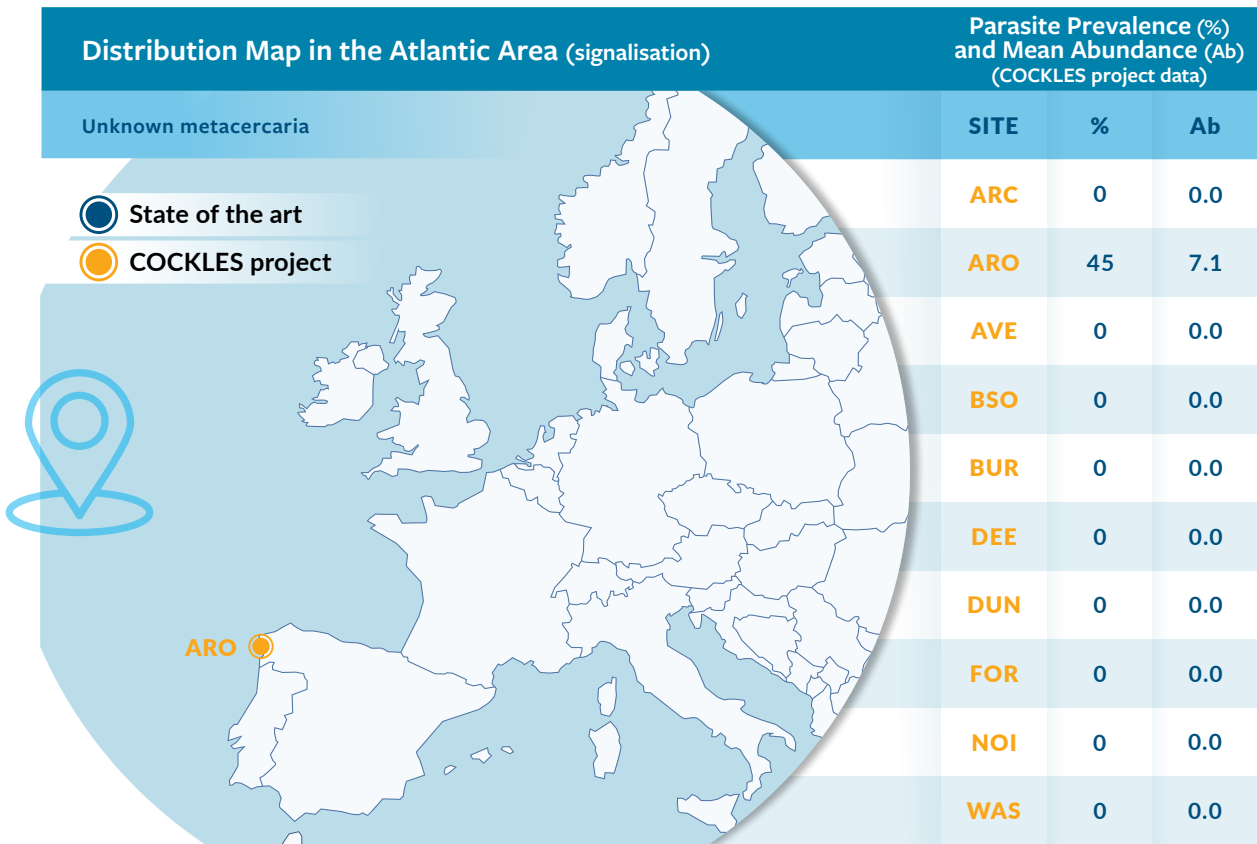 Distribution Map in the Atlantic Area (signalisation)
Parasite Prevalence (%)
and Mean Abundance (Ab)
(COCKLES project data)
Unknown metacercaria
SITE % Ab
State of the art
COCKLES project
ARO
ARC 0 0.0
ARO 45 7.1
AVE 0 0.0
BSO 0 0.0
BUR 0 0.0
DEE 0 0.0
DUN 0 0.0
FOR 0 0.0
NOI 0 0.0
WAS 0 0.0